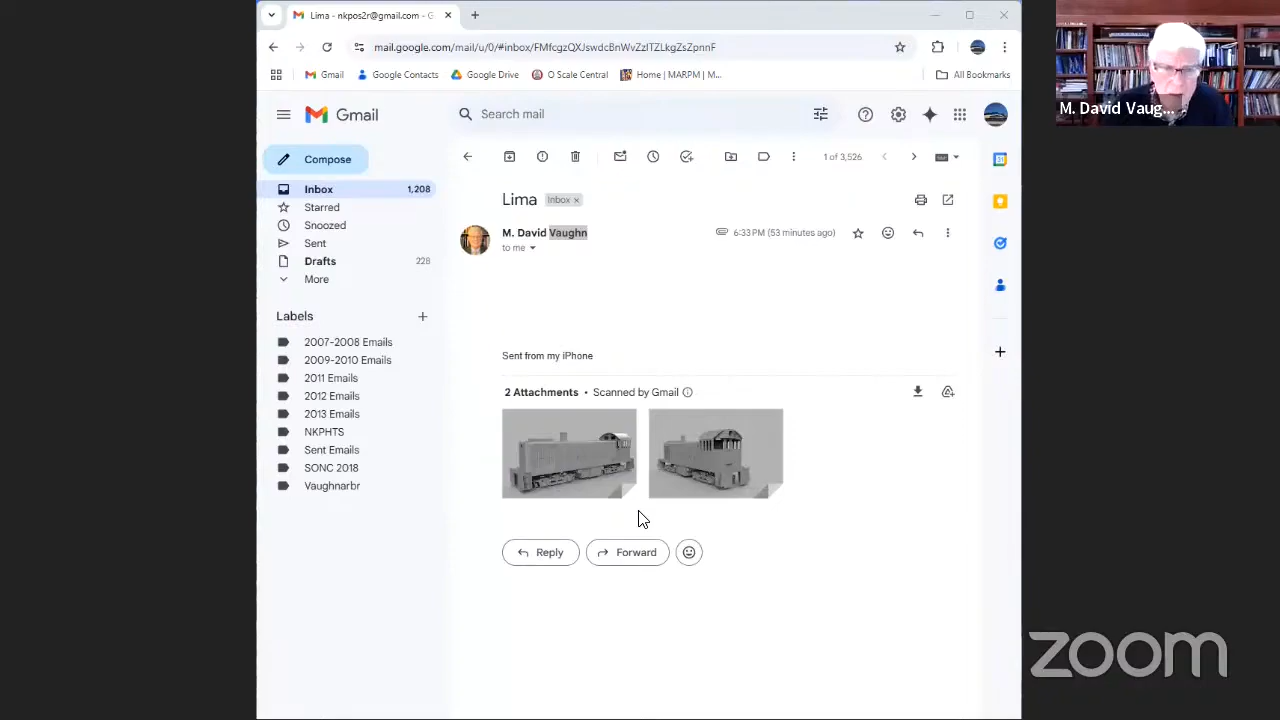 Lima - nkpos2r@gmail.com - G
mail.google.com/mail/u/0/#inbox/FMfcgzQXJswdcBnWvZzlTZLkgZsZpnnF
Gmail
Google Contacts
Google Drive
O Scale Central
Home | MARPM | M...
All Bookmarks
Gmail
Search mail
Compose
1 of 3,526
Inbox 1,208
Starred
Snoozed
Sent
Drafts 228
More
Labels
2007-2008 Emails
2009-2010 Emails
2011 Emails
2012 Emails
2013 Emails
NKPHTS
Sent Emails
SONC 2018
Vaughnarbr
Lima Inbox
M. David Vaughn 6:33 PM (53 minutes ago)
to me
Sent from my iPhone
2 Attachments • Scanned by Gmail
Reply
Forward
M. David Vaug...
zoom